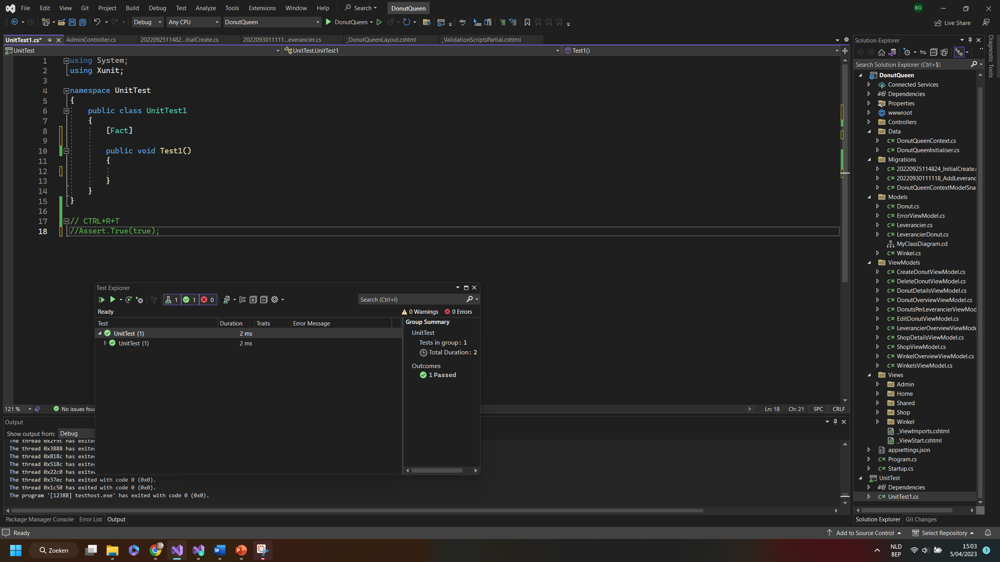 File Edit View Git Project Build Debug Test Analyze Tools Extensions Window Help Search DonutQueen BG
Debug Any CPU DonutQueen DonutQueen Live Share
UnitTest1.cs* AdminController.cs 2022092511482...itialCreate.cs 2022093011111...everancier.cs _DonutQueenLayout.cshtml _ValidationScriptsPartial.cshtml
UnitTest UnitTest.UnitTest1 Test1()
1 using System;
2 using Xunit;
3
4 namespace UnitTest
5 {
6 public class UnitTest1
7 {
8 [Fact]
9
10 public void Test1()
11 {
12
13 }
14 }
15 }
16
17 // CTRL+R+T
18 //Assert.True(true);
Test Explorer
1 1 0 Search (Ctrl+I)
Ready 0 Warnings 0 Errors
Test Duration Traits Error Message
UnitTest (1) 2 ms
UnitTest (1) 2 ms
Group Summary
UnitTest
Tests in group: 1
Total Duration: 2
Outcomes
1 Passed
121 % No issues Ln: 18 Ch: 21 SPC CRLF
Output
Show output from: Debug
The thread 0x2f9c has exite
The thread 0x3888 has exite
The thread 0x818c has exite
The thread 0x518c has exite
The thread 0x22c0 has exite
The thread 0x37ec has exited with code 0 (0x0).
The thread 0x1c50 has exited with code 0 (0x0).
The program '[12388] testhost.exe' has exited with code 0 (0x0).
Package Manager Console Error List Output
Solution Explorer
Search Solution Explorer (Ctrl+$)
DonutQueen
Connected Services
Dependencies
Properties
wwwroot
Controllers
Data
C# DonutQueenContext.cs
C# DonutQueenInitialiser.cs
Migrations
C# 20220925114824_InitialCreate.
C# 20220930111118_AddLeveranc
C# DonutQueenContextModelSna
Models
C# Donut.cs
C# ErrorViewModel.cs
C# Leverancier.cs
C# LeverancierDonut.cs
MyClassDiagram.cd
C# Winkel.cs
ViewModels
C# CreateDonutViewModel.cs
C# DeleteDonutViewModel.cs
C# DonutDetailsViewModel.cs
C# DonutOverviewViewModel.cs
C# DonutsPerLeverancierViewMod
C# EditDonutViewModel.cs
C# LeverancierOverviewViewMode
C# ShopDetailsViewModel.cs
C# ShopViewModel.cs
C# WinkelOverviewViewModel.cs
C# WinkelsViewModel.cs
Views
Admin
Home
Shared
Shop
Winkel
_ViewImports.cshtml
_ViewStart.cshtml
appsettings.json
C# Program.cs
C# Startup.cs
UnitTest
Dependencies
C# UnitTest1.cs
Solution Explorer Git Changes
Diagnostic Tools
Ready Add to Source Control Select Repository
Zoeken
NLD
BEP
15:03
5/04/2023
1